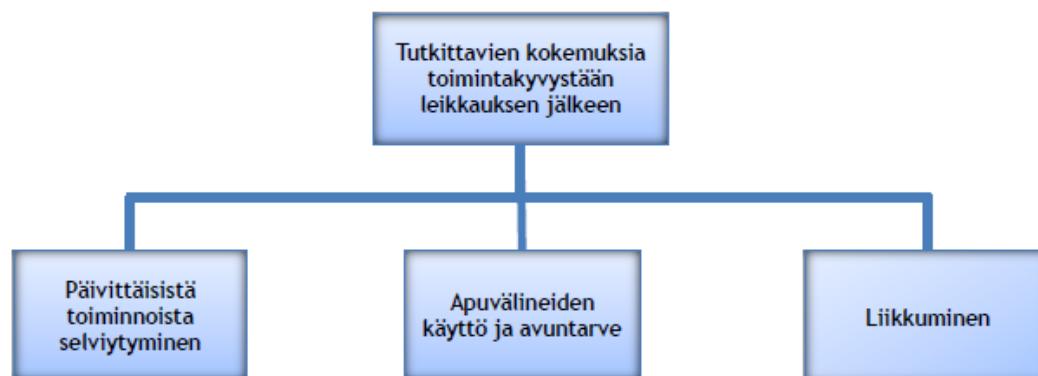 Tutkittavien kokemuksia
toimintakyvystään
leikkauksen jälkeen
Päivittäisistä
toiminnoista
selviytyminen
Apuvälineiden
käyttö ja avuntarve
Liikkuminen